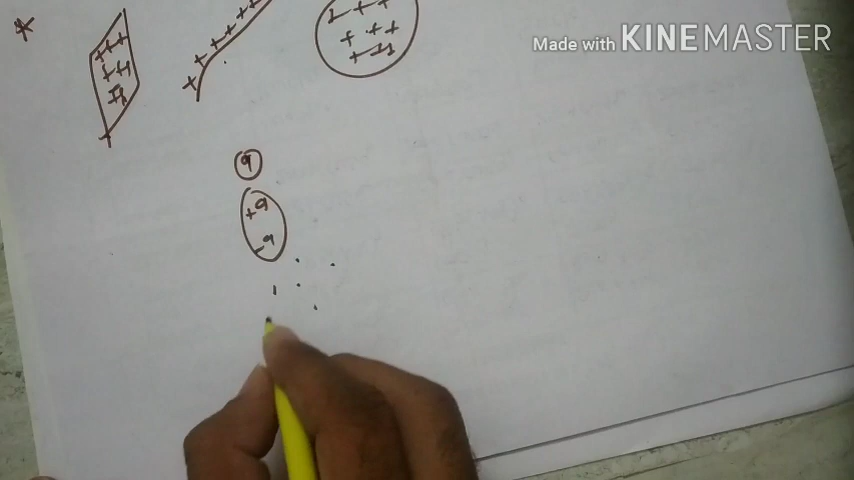 *
+++
+++
++
+ + + + + + +
+ + +
+ + + +
+ + +
Made with KINEMASTER
q
+q
-q